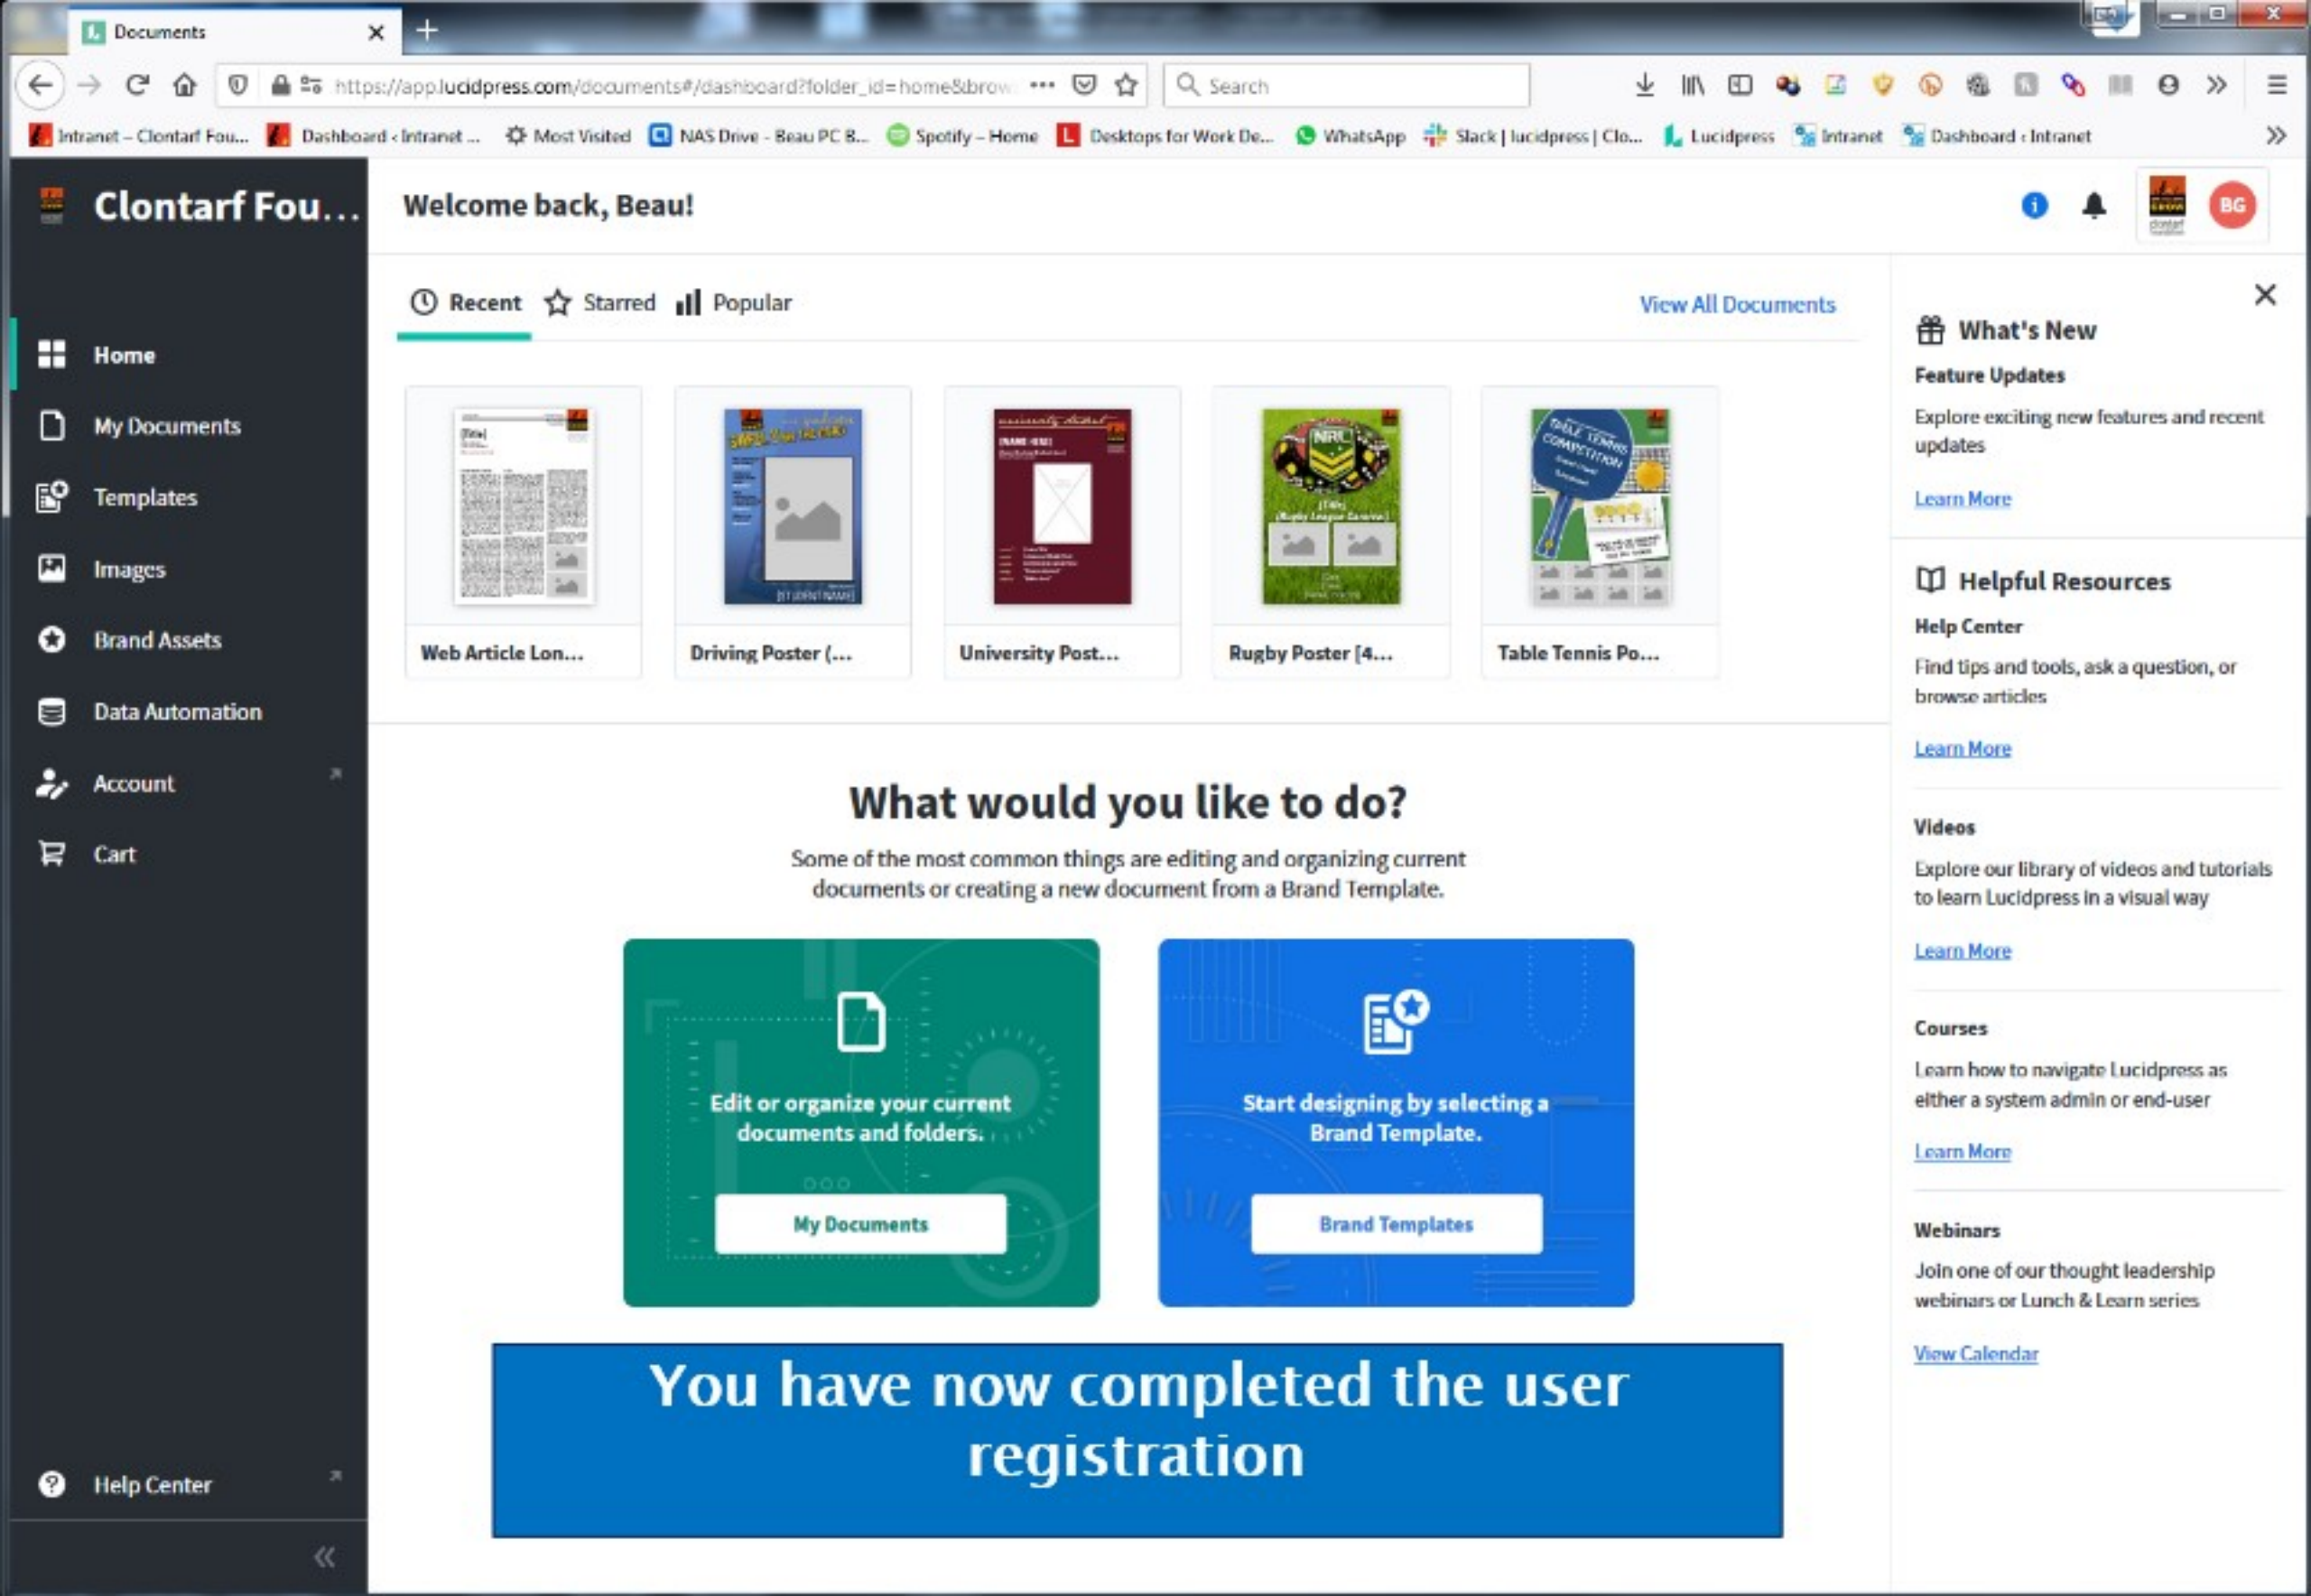 Documents
https://app.lucidpress.com/documents#/dashboard?folder_id=home&brow
Search
Intranet – Clontarf Fou...
Dashboard ‹ Intranet ...
Most Visited
NAS Drive - Beau PC B...
Spotify – Home
Desktops for Work De...
WhatsApp
Slack | lucidpress | Clo...
Lucidpress
Intranet
Dashboard ‹ Intranet
Clontarf Fou...
Welcome back, Beau!
BG
Home
My Documents
Templates
Images
Brand Assets
Data Automation
Account
Cart
Help Center
Recent
Starred
Popular
View All Documents
[Title]
[STUDENT NAME]
NRL
[Title]
TABLE TENNIS
COMPETITION
Web Article Lon...
Driving Poster (...
University Post...
Rugby Poster [4...
Table Tennis Po...
What would you like to do?
Some of the most common things are editing and organizing current
documents or creating a new document from a Brand Template.
Edit or organize your current
documents and folders.
My Documents
Start designing by selecting a
Brand Template.
Brand Templates
You have now completed the user
registration
What's New
Feature Updates
Explore exciting new features and recent
updates
Learn More
Helpful Resources
Help Center
Find tips and tools, ask a question, or
browse articles
Learn More
Videos
Explore our library of videos and tutorials
to learn Lucidpress in a visual way
Learn More
Courses
Learn how to navigate Lucidpress as
either a system admin or end-user
Learn More
Webinars
Join one of our thought leadership
webinars or Lunch & Learn series
View Calendar